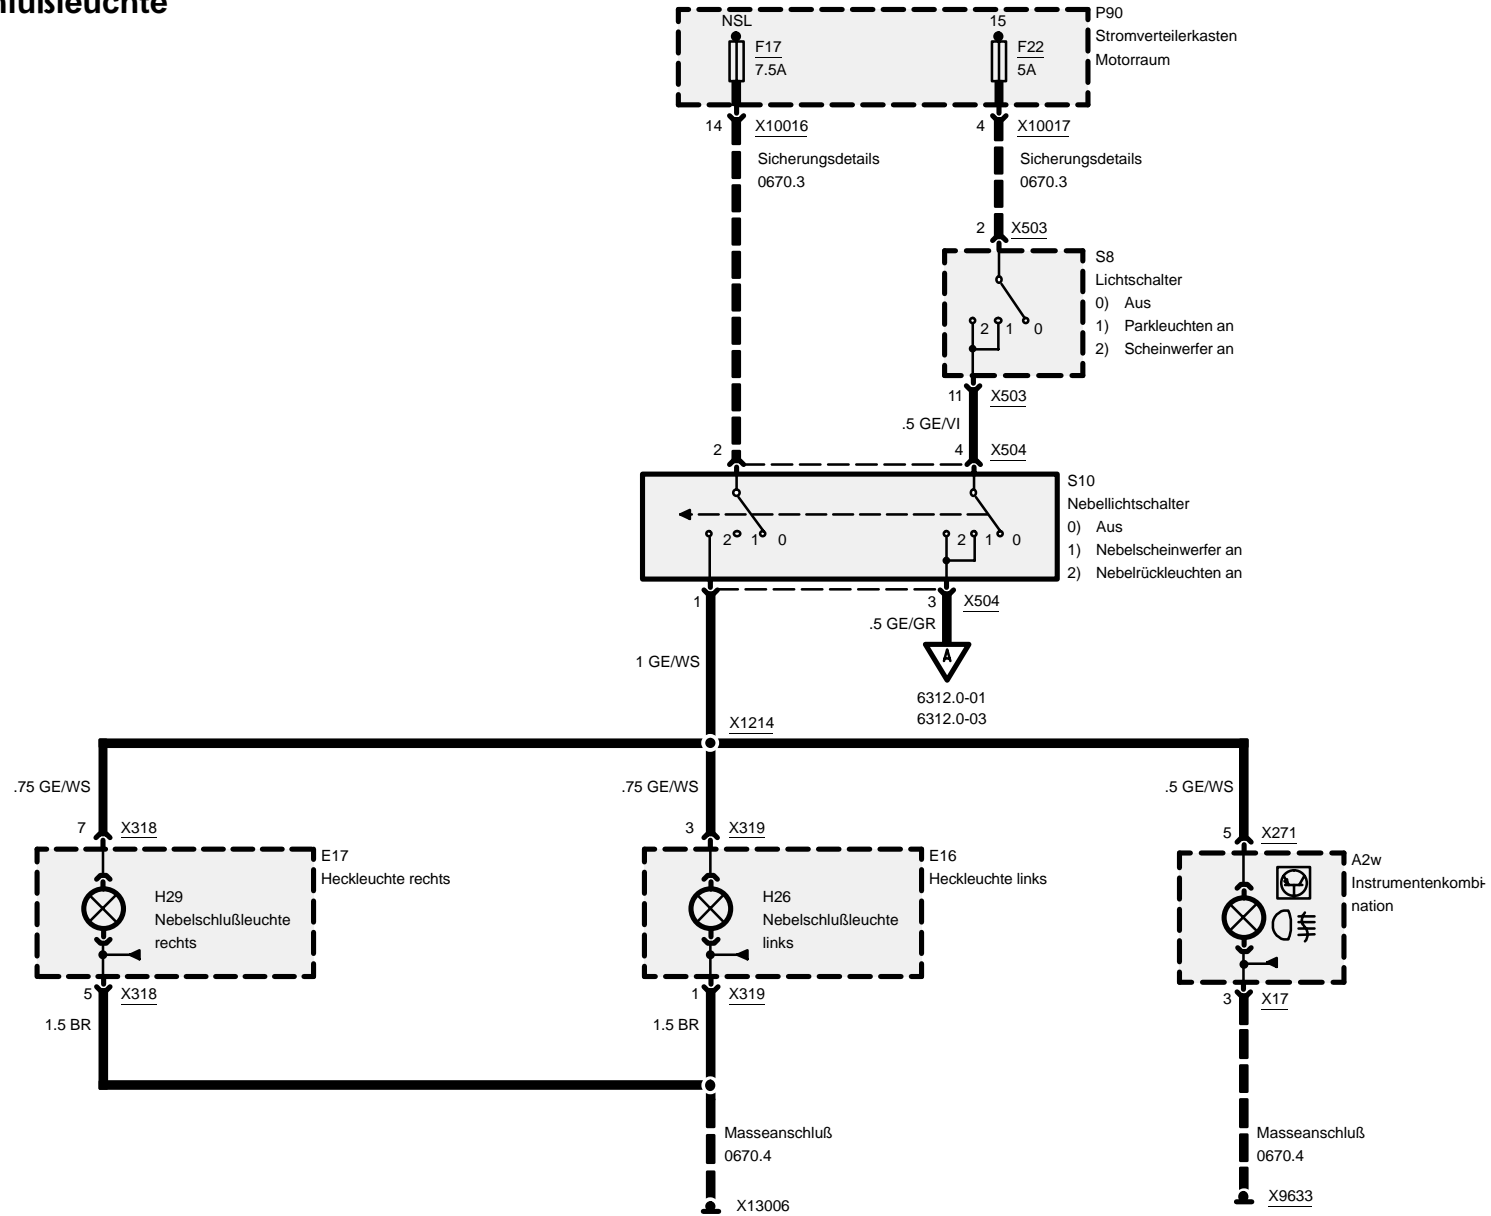 NSL
F17
7.5A
15
F22
5A
P90
Stromverteilerkasten
Motorraum
14 X10016
4 X10017
Sicherungsdetails
0670.3
Sicherungsdetails
0670.3
2 X503
S8
Lichtschalter
0) Aus
1) Parkleuchten an
2) Scheinwerfer an
2 1 0
11 X503
.5 GE/VI
2
4 X504
S10
Nebellichtschalter
0) Aus
1) Nebelscheinwerfer an
2) Nebelrückleuchten an
2 1 0
2 1 0
1
3 X504
.5 GE/GR
A
6312.0-01
6312.0-03
1 GE/WS
X1214
.75 GE/WS
.75 GE/WS
.5 GE/WS
7 X318
3 X319
5 X271
E17
Heckleuchte rechts
H29
Nebelschlußleuchte
rechts
E16
Heckleuchte links
H26
Nebelschlußleuchte
links
A2w
Instrumentenkombi-
nation
5 X318
1 X319
3 X17
1.5 BR
1.5 BR
Masseanschluß
0670.4
Masseanschluß
0670.4
X13006
X9633